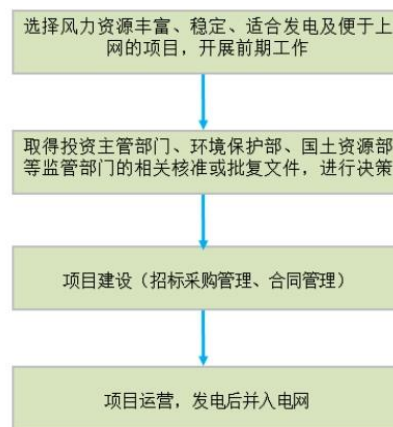 选择风力资源丰富、稳定、适合发电及便于上
网的项目，开展前期工作
取得投资主管部门、环境保护部、国土资源部
等监管部门的相关核准或批复文件，进行决策
项目建设（招标采购管理、合同管理）
项目运营，发电后并入电网